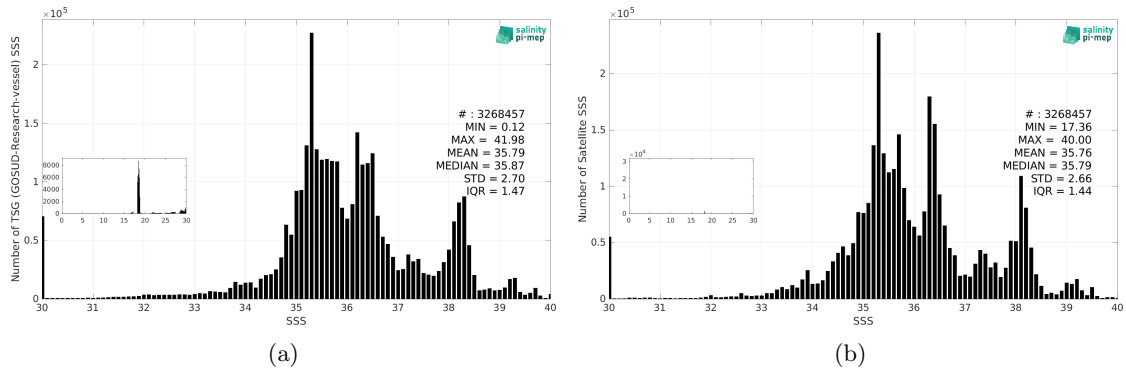 ×10^5
salinity
pi-mep
Number of TSG (GOSUD-Research-vessel) SSS
2
1.5
1
0.5
0
# : 3268457
MIN = 0.12
MAX = 41.98
MEAN = 35.79
MEDIAN = 35.87
STD = 2.70
IQR = 1.47
8000
6000
4000
2000
0
0 5 10 15 20 25 30
30 31 32 33 34 35 36 37 38 39 40
SSS
(a)
×10^5
salinity
pi-mep
Number of Satellite SSS
2
1.5
1
0.5
0
# : 3268457
MIN = 17.36
MAX = 40.00
MEAN = 35.76
MEDIAN = 35.79
STD = 2.66
IQR = 1.44
×10^4
3
2
1
0
0 5 10 15 20 25 30
30 31 32 33 34 35 36 37 38 39 40
SSS
(b)